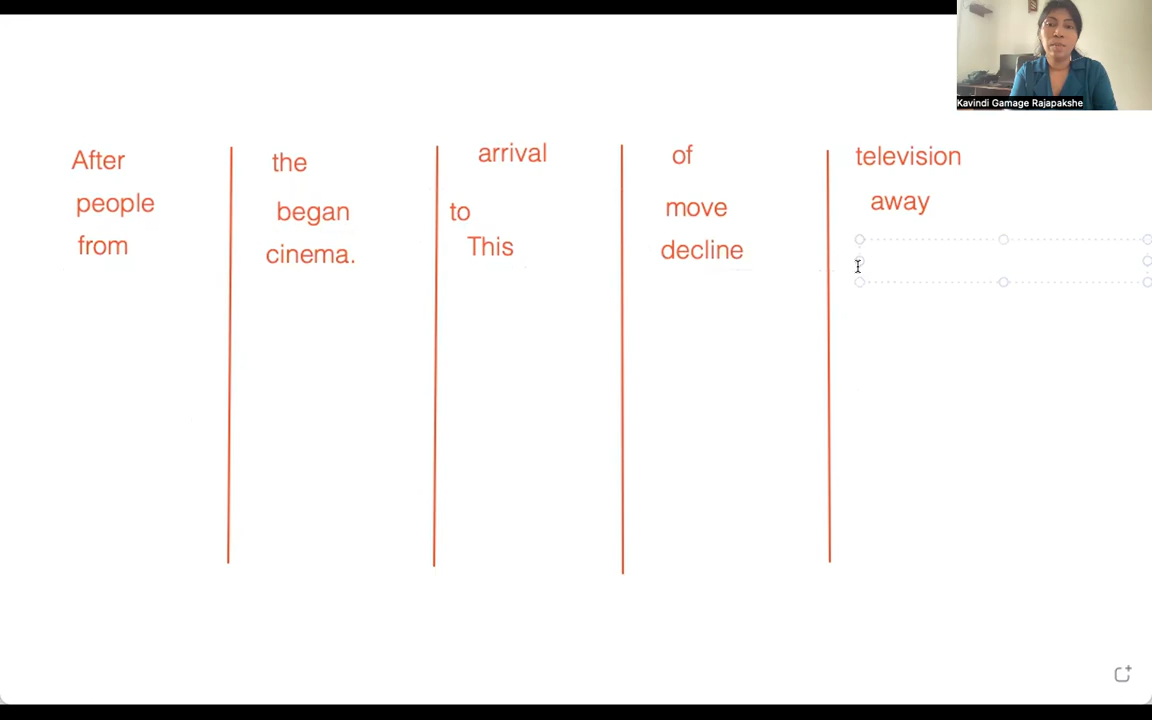 Kavindi Gamage Rajapakshe
After the arrival of television
people began to move away
from cinema. This decline